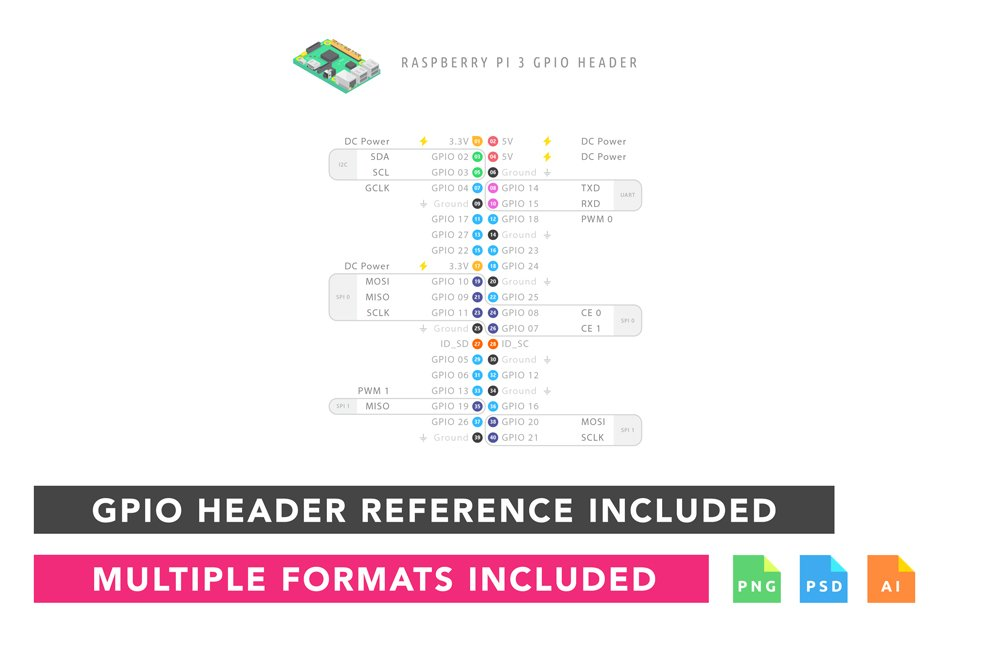 RASPBERRY PI 3 GPIO HEADER
DC Power 3.3V 01 02 5V DC Power
I2C SDA GPIO 02 03 04 5V DC Power
SCL GPIO 03 05 06 Ground
GCLK GPIO 04 07 08 GPIO 14 TXD UART
Ground 09 10 GPIO 15 RXD
GPIO 17 11 12 GPIO 18 PWM 0
GPIO 27 13 14 Ground
GPIO 22 15 16 GPIO 23
DC Power 3.3V 17 18 GPIO 24
MOSI GPIO 10 19 20 Ground
SPI 0 MISO GPIO 09 21 22 GPIO 25
SCLK GPIO 11 23 24 GPIO 08 CE 0 SPI 0
Ground 25 26 GPIO 07 CE 1
ID_SD 27 28 ID_SC
GPIO 05 29 30 Ground
GPIO 06 31 32 GPIO 12
PWM 1 GPIO 13 33 34 Ground
SPI 1 MISO GPIO 19 35 36 GPIO 16
GPIO 26 37 38 GPIO 20 MOSI SPI 1
Ground 39 40 GPIO 21 SCLK
GPIO HEADER REFERENCE INCLUDED
MULTIPLE FORMATS INCLUDED
PNG PSD AI